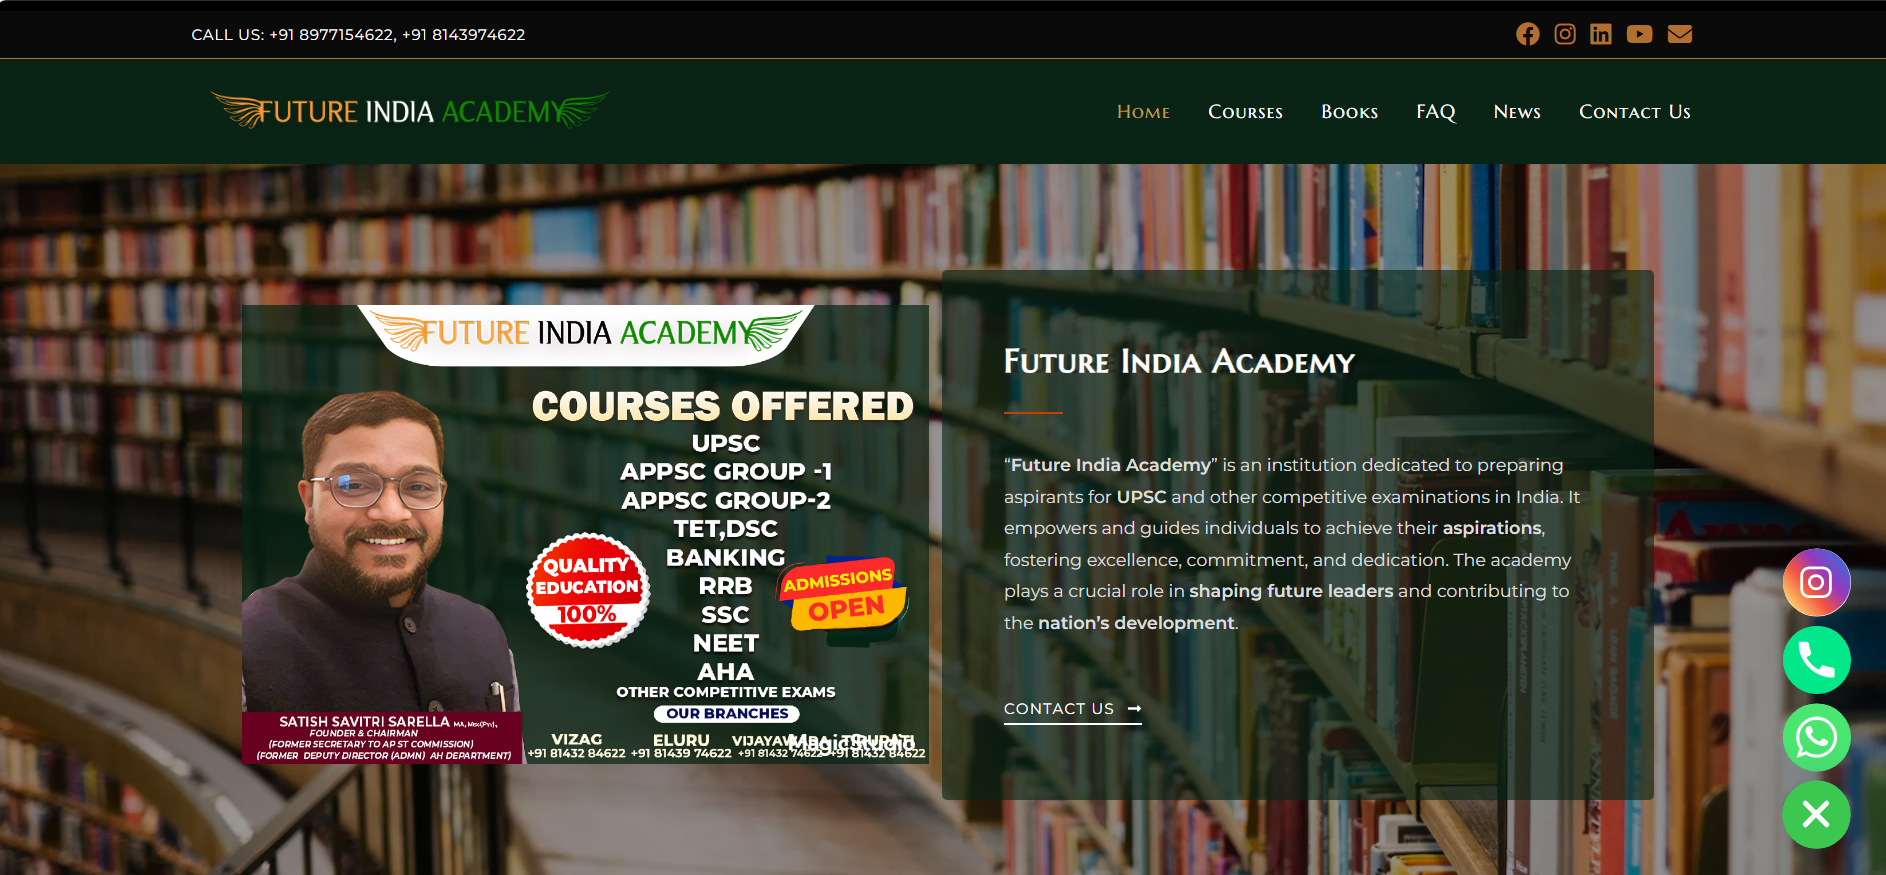 CALL US: +91 8977154622, +91 8143974622
FUTURE INDIA ACADEMY
Home Courses Books FAQ News Contact Us
FUTURE INDIA ACADEMY
COURSES OFFERED
UPSC
APPSC GROUP -1
APPSC GROUP-2
TET,DSC
BANKING
RRB
SSC
NEET
AHA
OTHER COMPETITIVE EXAMS
QUALITY
EDUCATION
100%
ADMISSIONS
OPEN
OUR BRANCHES
SATISH SAVITRI SARELLA MA, Msc(Psy),
FOUNDER & CHAIRMAN
(FORMER SECRETARY TO AP ST COMMISSION)
(FORMER DEPUTY DIRECTOR (ADMN) AH DEPARTMENT)
VIZAG ELURU VIJAYAWADA TIRUPATI
MagicStudio
+91 81432 84622 +91 81439 74622 +91 81432 74622 +91 81432 84622
Future India Academy
“Future India Academy” is an institution dedicated to preparing
aspirants for UPSC and other competitive examinations in India. It
empowers and guides individuals to achieve their aspirations,
fostering excellence, commitment, and dedication. The academy
plays a crucial role in shaping future leaders and contributing to
the nation’s development.
CONTACT US